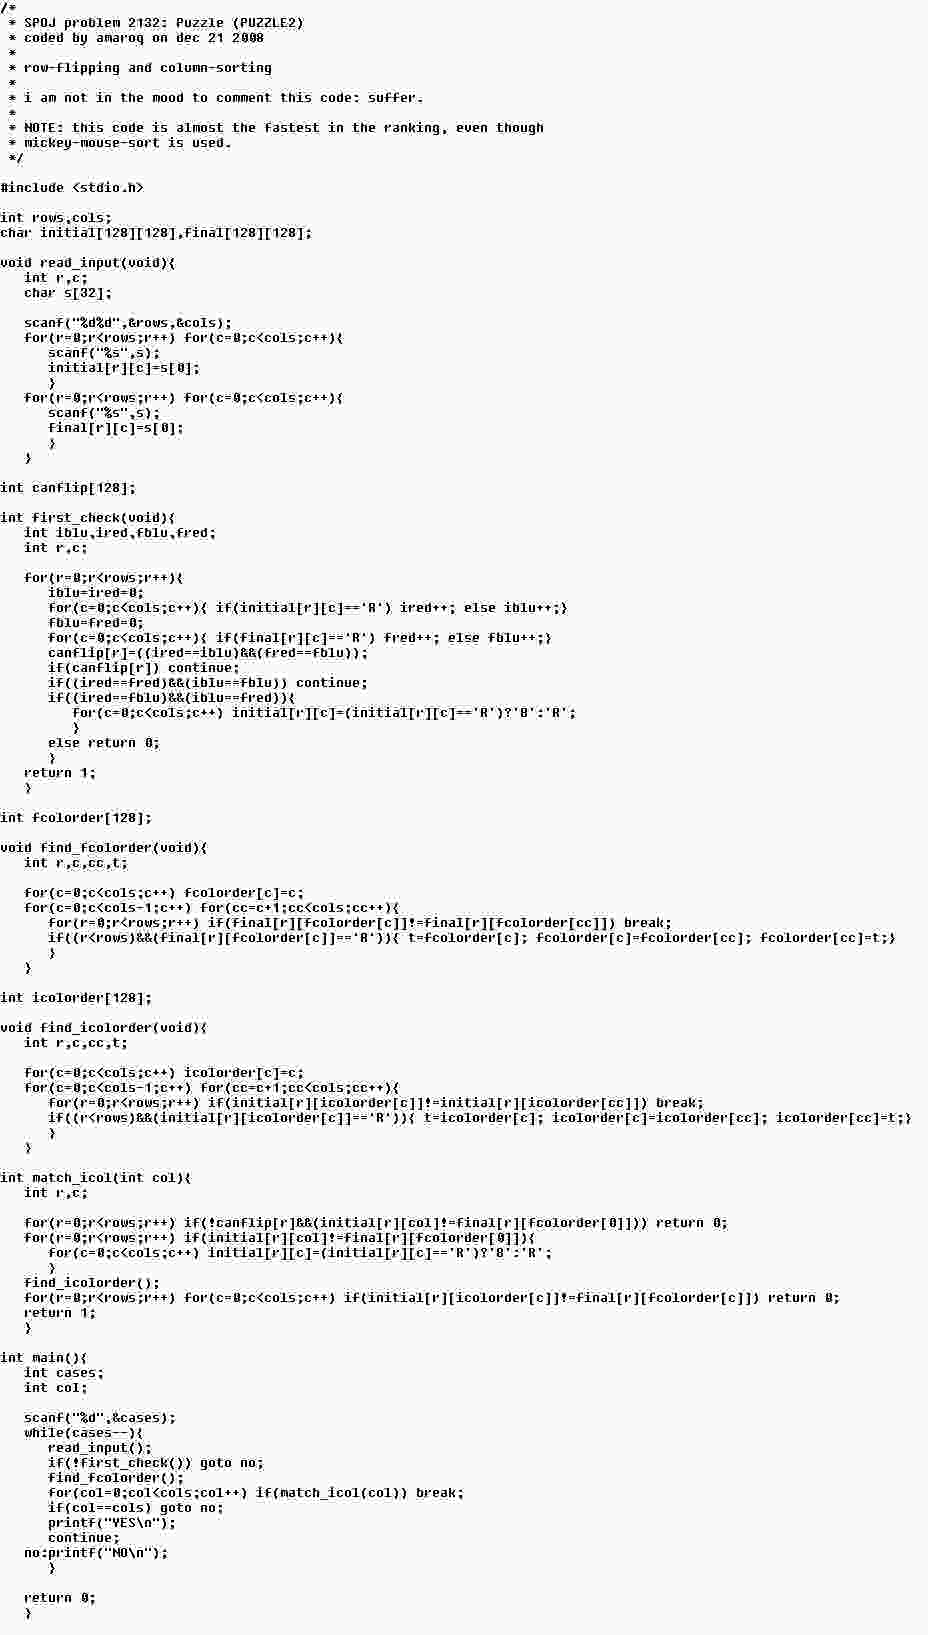 /*
 * SPOJ problem 2132: Puzzle (PUZZLE2)
 * coded by amaroq on dec 21 2008
 *
 * row-flipping and column-sorting
 *
 * i am not in the mood to comment this code: suffer.
 *
 * NOTE: this code is almost the fastest in the ranking, even though
 * mickey-mouse-sort is used.
 */

#include <stdio.h>

int rows,cols;
char initial[128][128],final[128][128];

void read_input(void){
   int r,c;
   char s[32];

   scanf("%d%d",&rows,&cols);
   for(r=0;r<rows;r++) for(c=0;c<cols;c++){
      scanf("%s",s);
      initial[r][c]=s[0];
      }
   for(r=0;r<rows;r++) for(c=0;c<cols;c++){
      scanf("%s",s);
      final[r][c]=s[0];
      }
   }

int canflip[128];

int first_check(void){
   int iblu,ired,fblu,fred;
   int r,c;

   for(r=0;r<rows;r++){
      iblu=ired=0;
      for(c=0;c<cols;c++){ if(initial[r][c]=='R') ired++; else iblu++;}
      fblu=fred=0;
      for(c=0;c<cols;c++){ if(final[r][c]=='R') fred++; else fblu++;}
      canflip[r]=((ired==iblu)&&(fred==fblu));
      if(canflip[r]) continue;
      if((ired==fred)&&(iblu==fblu)) continue;
      if((ired==fblu)&&(iblu==fred)){
         for(c=0;c<cols;c++) initial[r][c]=(initial[r][c]=='R')?'B':'R';
         }
      else return 0;
      }
   return 1;
   }

int fcolorder[128];

void find_fcolorder(void){
   int r,c,cc,t;

   for(c=0;c<cols;c++) fcolorder[c]=c;
   for(c=0;c<cols-1;c++) for(cc=c+1;cc<cols;cc++){
      for(r=0;r<rows;r++) if(final[r][fcolorder[c]]!=final[r][fcolorder[cc]]) break;
      if((r<rows)&&(final[r][fcolorder[c]]=='R')){ t=fcolorder[c]; fcolorder[c]=fcolorder[cc]; fcolorder[cc]=t;}
      }
   }

int icolorder[128];

void find_icolorder(void){
   int r,c,cc,t;

   for(c=0;c<cols;c++) icolorder[c]=c;
   for(c=0;c<cols-1;c++) for(cc=c+1;cc<cols;cc++){
      for(r=0;r<rows;r++) if(initial[r][icolorder[c]]!=initial[r][icolorder[cc]]) break;
      if((r<rows)&&(initial[r][icolorder[c]]=='R')){ t=icolorder[c]; icolorder[c]=icolorder[cc]; icolorder[cc]=t;}
      }
   }

int match_icol(int col){
   int r,c;

   for(r=0;r<rows;r++) if(!canflip[r]&&(initial[r][col]!=final[r][fcolorder[0]])) return 0;
   for(r=0;r<rows;r++) if(initial[r][col]!=final[r][fcolorder[0]]){
      for(c=0;c<cols;c++) initial[r][c]=(initial[r][c]=='R')?'B':'R';
      }
   find_icolorder();
   for(r=0;r<rows;r++) for(c=0;c<cols;c++) if(initial[r][icolorder[c]]!=final[r][fcolorder[c]]) return 0;
   return 1;
   }

int main(){
   int cases;
   int col;

   scanf("%d",&cases);
   while(cases--){
      read_input();
      if(!first_check()) goto no;
      find_fcolorder();
      for(col=0;col<cols;col++) if(match_icol(col)) break;
      if(col==cols) goto no;
      printf("YES\n");
      continue;
   no:printf("NO\n");
      }

   return 0;
   }